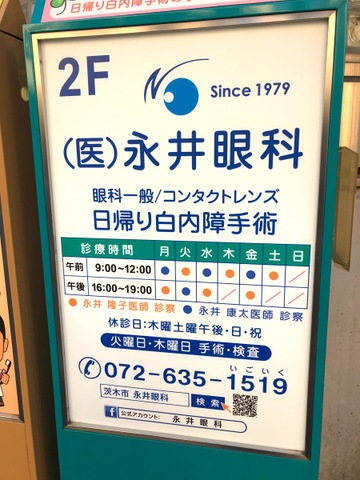 日帰り白内障手術
2F
Since 1979
(医)永井眼科
眼科一般/コンタクトレンズ
日帰り白内障手術
診療時間 月 火 水 木 金 土 日
午前 9:00~12:00 ● ● ● ● ● ● /
午後 16:00~19:00 ● ● ● / ● / /
● 永井 隆子医師 診察 ● 永井 康太医師 診察
休診日:木曜土曜午後・日・祝
火曜日・木曜日 手術・検査
いごいく
072-635-1519
茨木市 永井眼科 検索
f 公式アカウント: 永井眼科